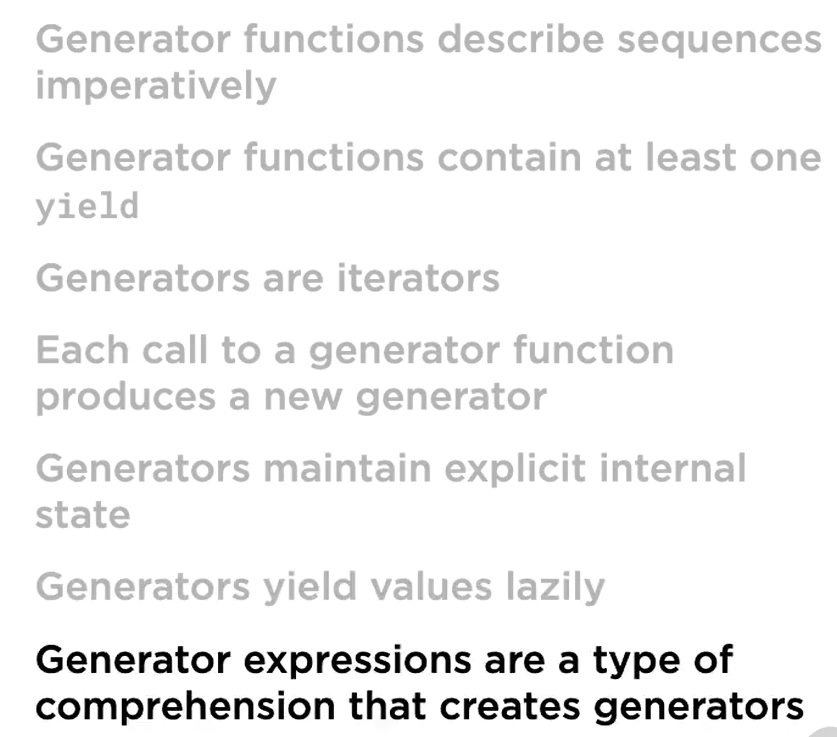 Generator functions describe sequences
imperatively
Generator functions contain at least one
yield
Generators are iterators
Each call to a generator function
produces a new generator
Generators maintain explicit internal
state
Generators yield values lazily
Generator expressions are a type of
comprehension that creates generators